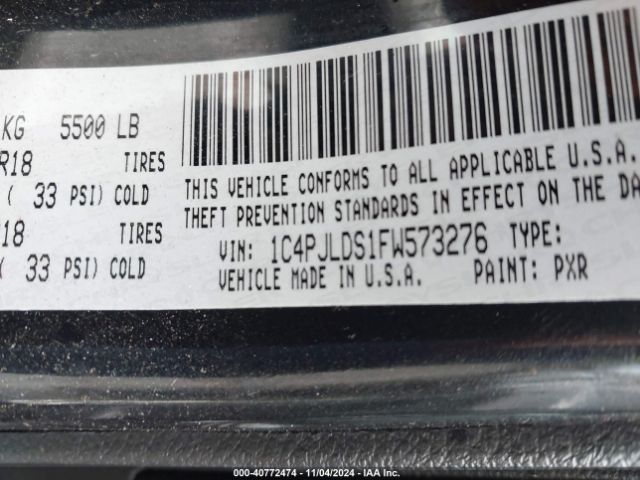 KG 5500 LB
R18 TIRES
( 33 PSI) COLD
18 TIRES
( 33 PSI) COLD
THIS VEHICLE CONFORMS TO ALL APPLICABLE U.S.A.
THEFT PREVENTION STANDARDS IN EFFECT ON THE DA
VIN: 1C4PJLDS1FW573276 TYPE:
VEHICLE MADE IN U.S.A. PAINT: PXR
000-40772474 - 11/04/2024 - IAA Inc.